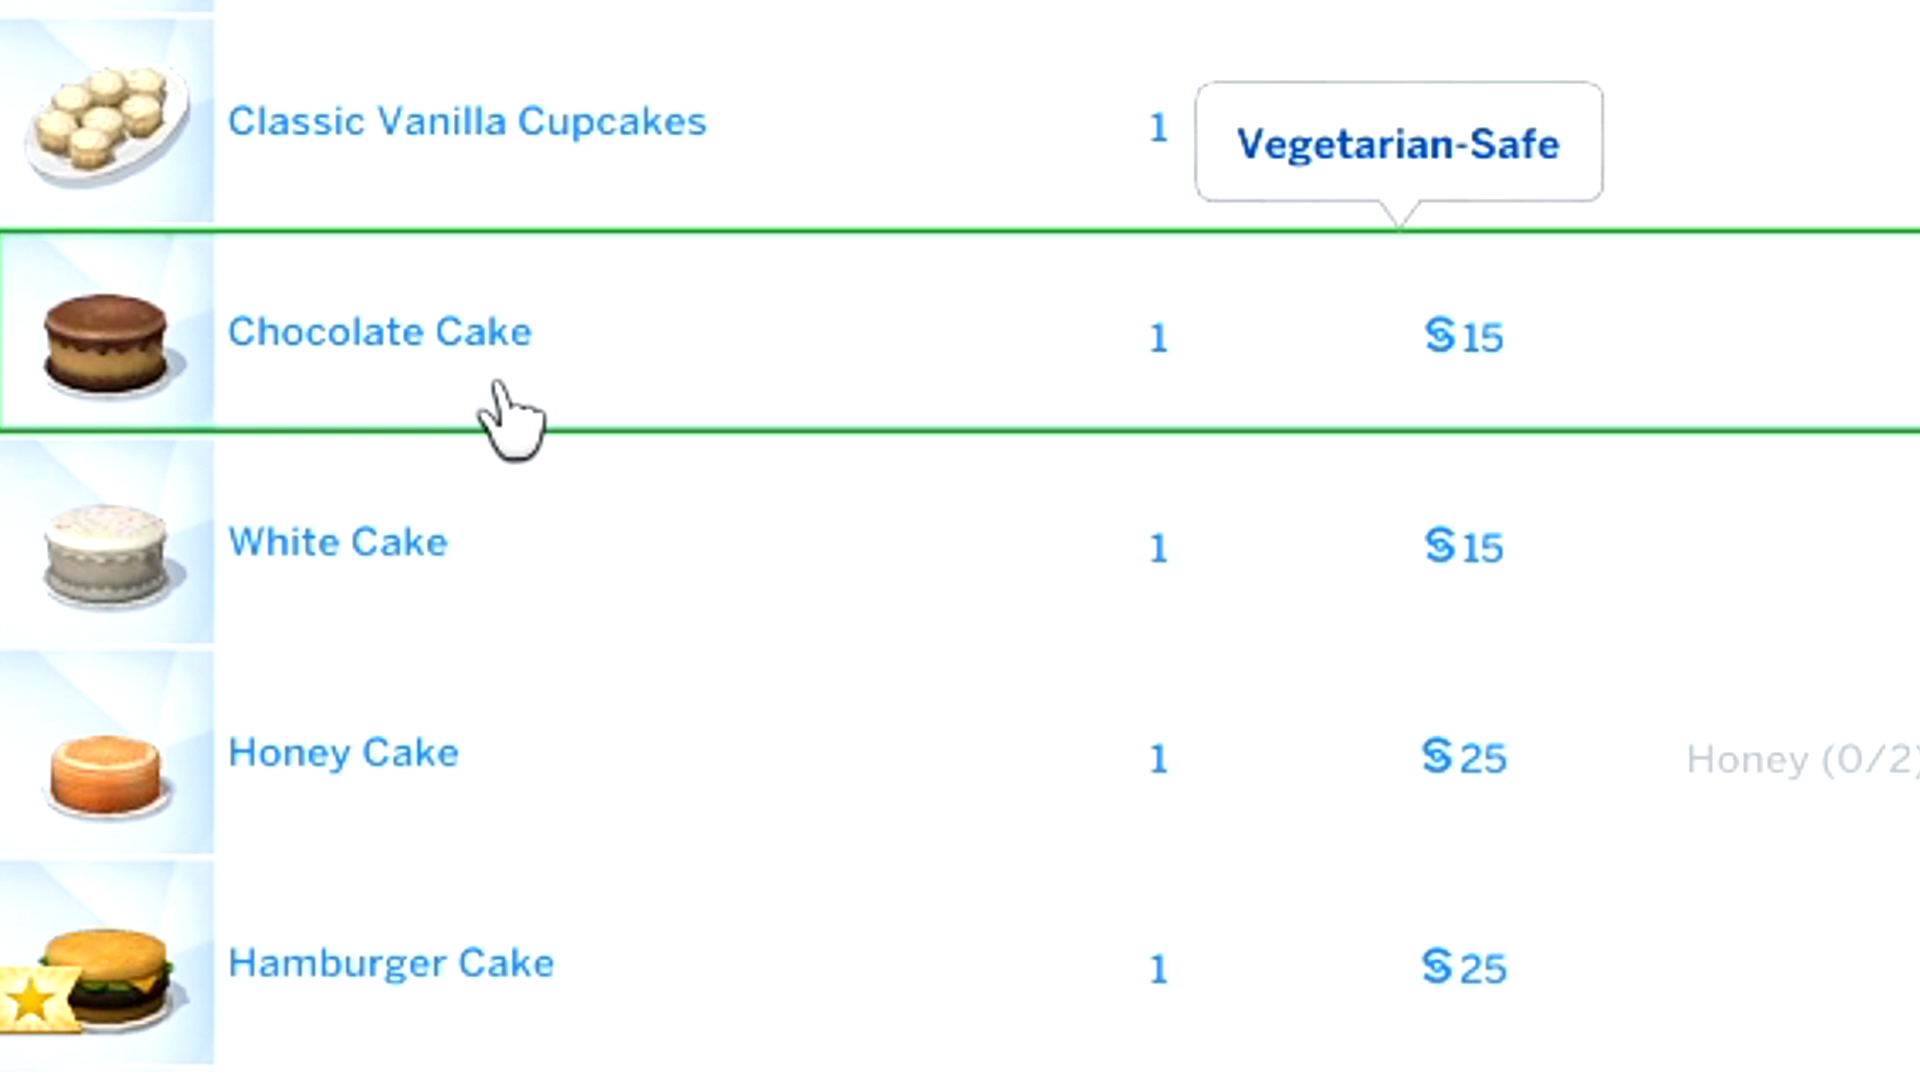 Classic Vanilla Cupcakes 1
Vegetarian-Safe
Chocolate Cake 1 §15
White Cake 1 §15
Honey Cake 1 §25 Honey (0/2)
Hamburger Cake 1 §25